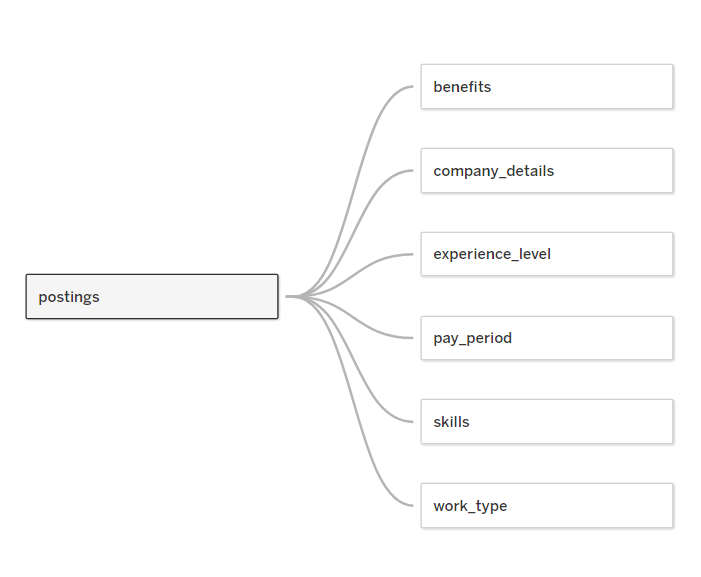 benefits
company_details
experience_level
postings
pay_period
skills
work_type